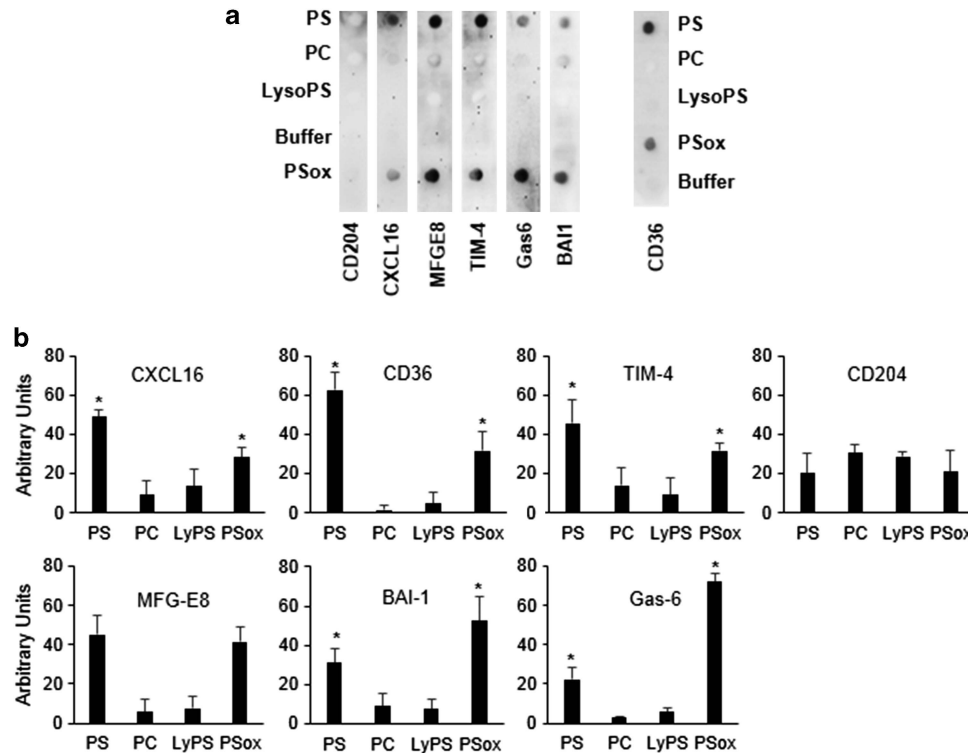 a
PS
PC
LysoPS
Buffer
PSox
CD204
CXCL16
MFGE8
TIM-4
Gas6
BAI1
CD36
PS
PC
LysoPS
PSox
Buffer
b
Arbitrary Units
80
60
40
20
0
CXCL16
*
*
PS PC LyPS PSox
80
60
40
20
0
CD36
*
*
PS PC LyPS PSox
80
60
40
20
0
TIM-4
*
*
PS PC LyPS PSox
80
60
40
20
0
CD204
PS PC LyPS PSox
Arbitrary Units
80
60
40
20
0
MFG-E8
PS PC LyPS PSox
80
60
40
20
0
BAI-1
*
*
PS PC LyPS PSox
80
60
40
20
0
Gas-6
*
*
PS PC LyPS PSox